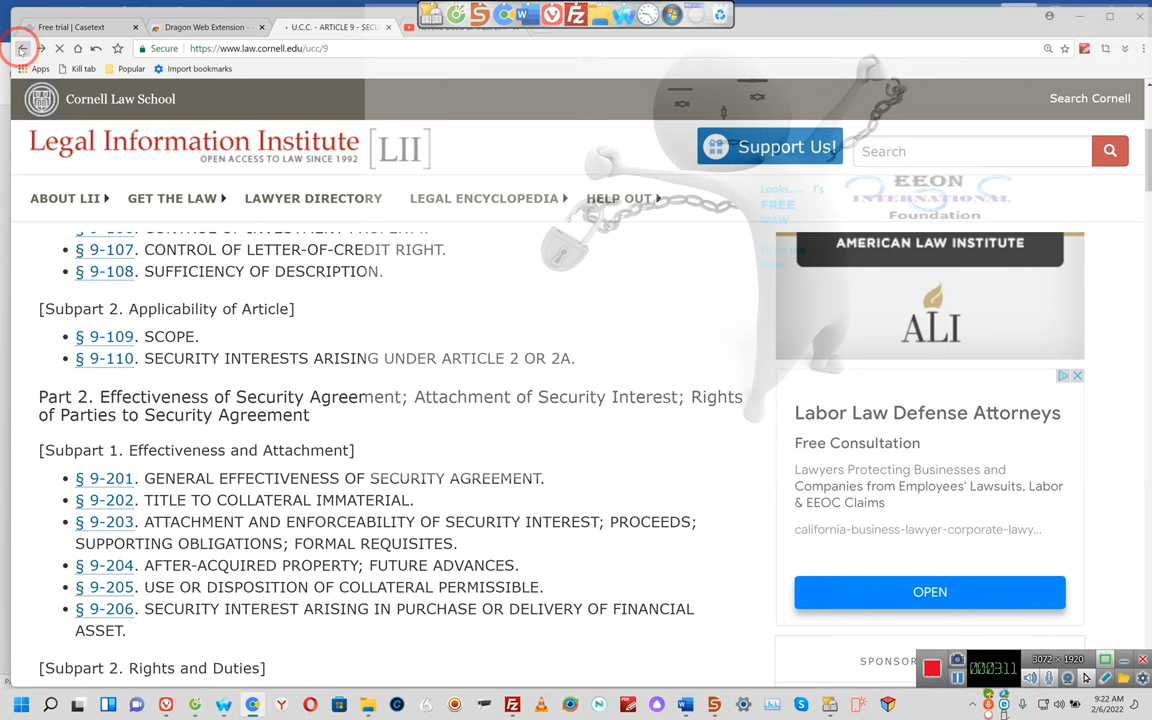 Free trial | Casetext
Dragon Web Extension -
U.C.C. - ARTICLE 9 - SECU
Secure
https://www.law.cornell.edu/ucc/9
Apps
Kill tab
Popular
Import bookmarks
Cornell Law School
Search Cornell
Legal Information Institute [LII]
OPEN ACCESS TO LAW SINCE 1992
Support Us!
Search
ABOUT LII
GET THE LAW
LAWYER DIRECTORY
LEGAL ENCYCLOPEDIA
HELP OUT
Looks.... I's
FREE
EEON
INTERNATIONAL
Foundation
§ 9-107. CONTROL OF LETTER-OF-CREDIT RIGHT.
§ 9-108. SUFFICIENCY OF DESCRIPTION.
[Subpart 2. Applicability of Article]
§ 9-109. SCOPE.
§ 9-110. SECURITY INTERESTS ARISING UNDER ARTICLE 2 OR 2A.
Part 2. Effectiveness of Security Agreement; Attachment of Security Interest; Rights
of Parties to Security Agreement
[Subpart 1. Effectiveness and Attachment]
§ 9-201. GENERAL EFFECTIVENESS OF SECURITY AGREEMENT.
§ 9-202. TITLE TO COLLATERAL IMMATERIAL.
§ 9-203. ATTACHMENT AND ENFORCEABILITY OF SECURITY INTEREST; PROCEEDS;
SUPPORTING OBLIGATIONS; FORMAL REQUISITES.
§ 9-204. AFTER-ACQUIRED PROPERTY; FUTURE ADVANCES.
§ 9-205. USE OR DISPOSITION OF COLLATERAL PERMISSIBLE.
§ 9-206. SECURITY INTEREST ARISING IN PURCHASE OR DELIVERY OF FINANCIAL
ASSET.
[Subpart 2. Rights and Duties]
AMERICAN LAW INSTITUTE
ALI
Labor Law Defense Attorneys
Free Consultation
Lawyers Protecting Businesses and
Companies from Employees' Lawsuits, Labor
& EEOC Claims
california-business-lawyer-corporate-lawy...
OPEN
SPONSOR
00:03:11
3072 × 1920
9:22 AM
2/6/2022